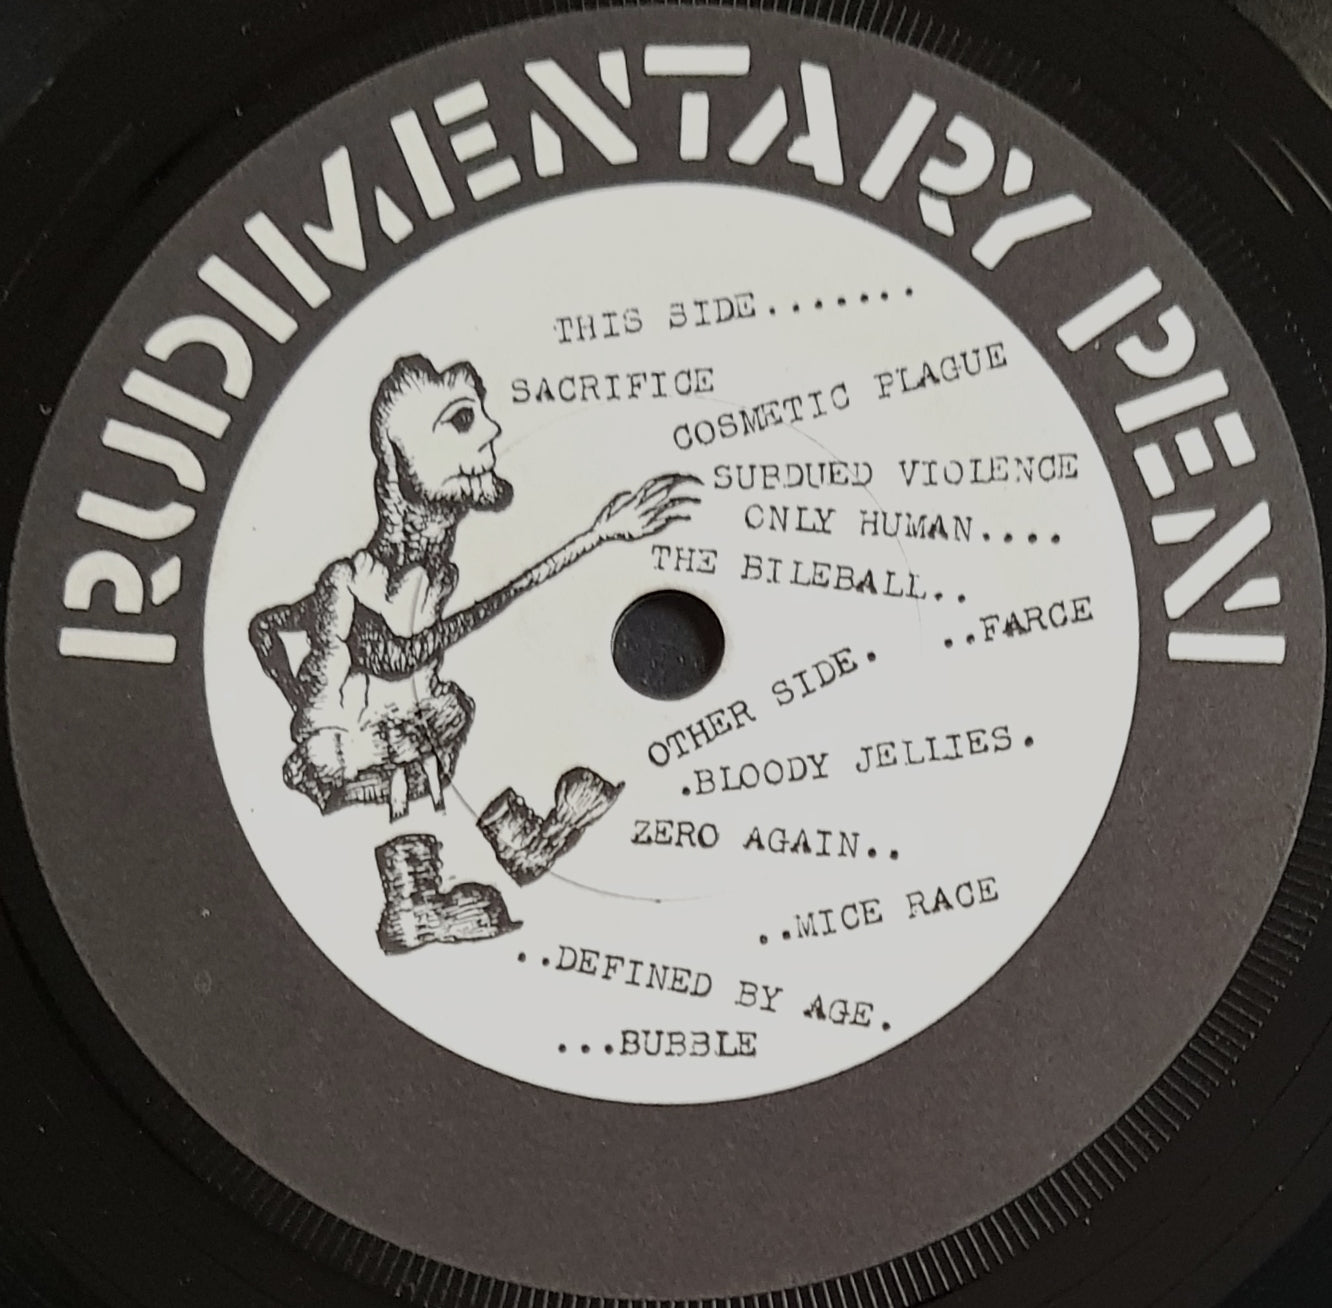 RUDIMENTARY PENI
THIS SIDE.......
SACRIFICE
COSMETIC PLAGUE
SUBDUED VIOLENCE
ONLY HUMAN....
THE BILEBALL..
..FARCE
OTHER SIDE.
.BLOODY JELLIES.
ZERO AGAIN..
..MICE RACE
..DEFINED BY AGE.
...BUBBLE